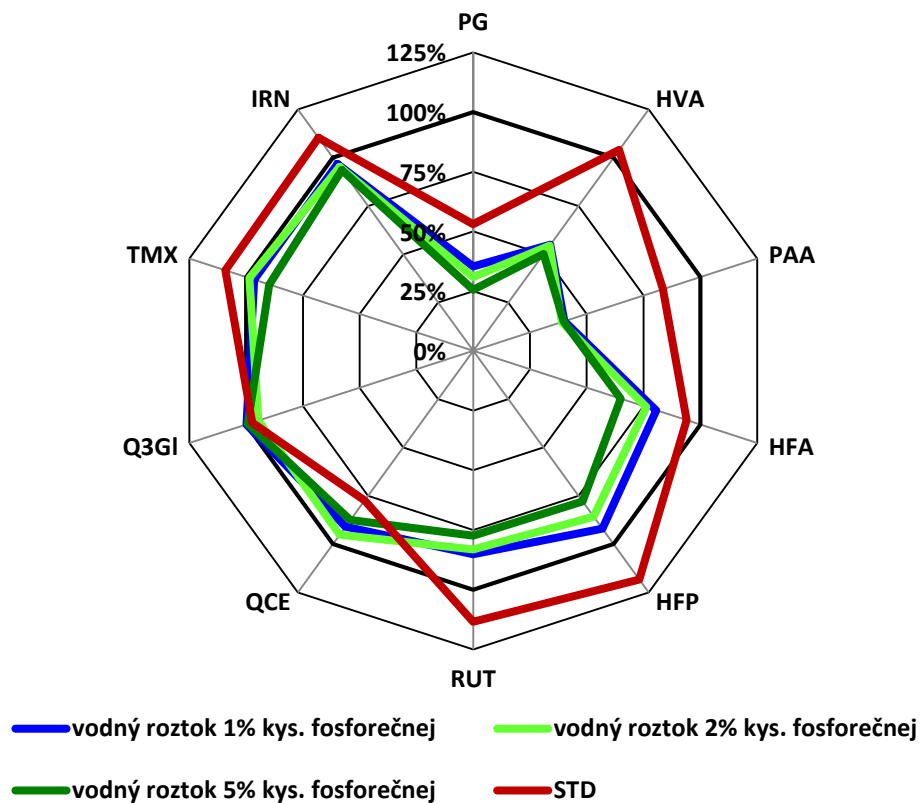 PG
125%
IRN
HVA
100%
75%
50%
TMX
PAA
25%
0%
Q3Gl
HFA
QCE
HFP
RUT
vodný roztok 1% kys. fosforečnej
vodný roztok 2% kys. fosforečnej
vodný roztok 5% kys. fosforečnej
STD